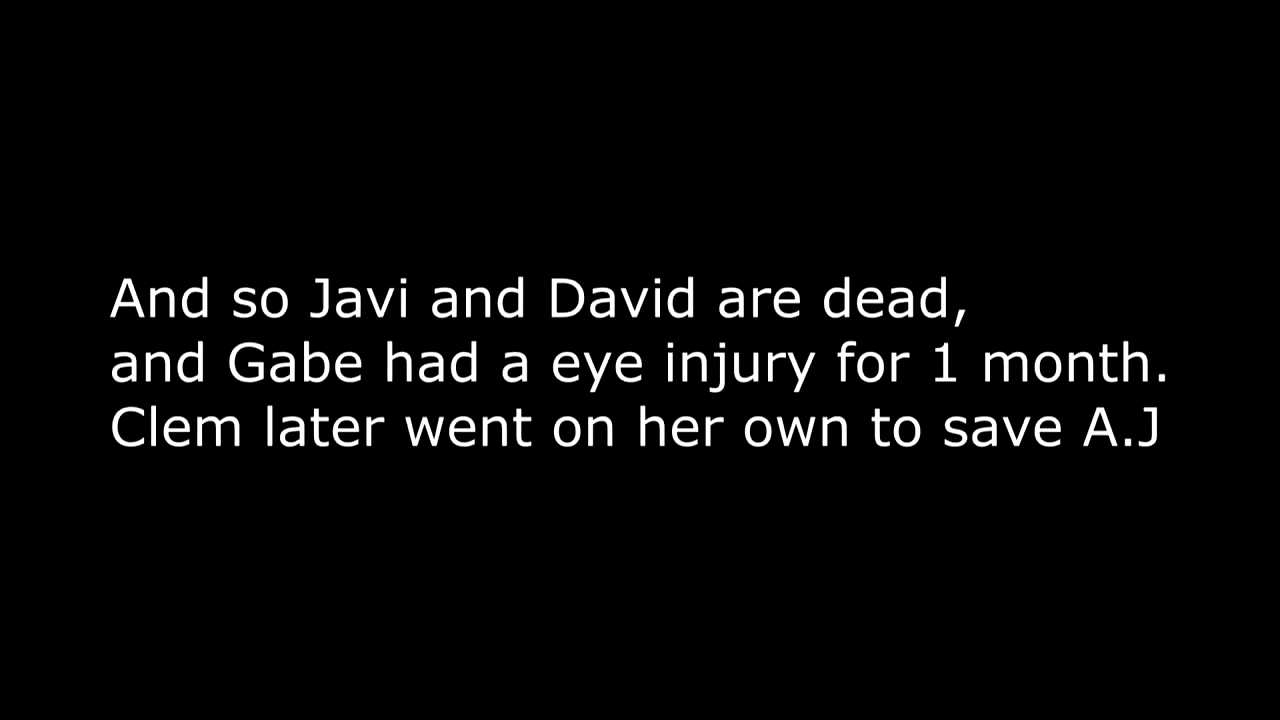 And so Javi and David are dead,
and Gabe had a eye injury for 1 month.
Clem later went on her own to save A.J